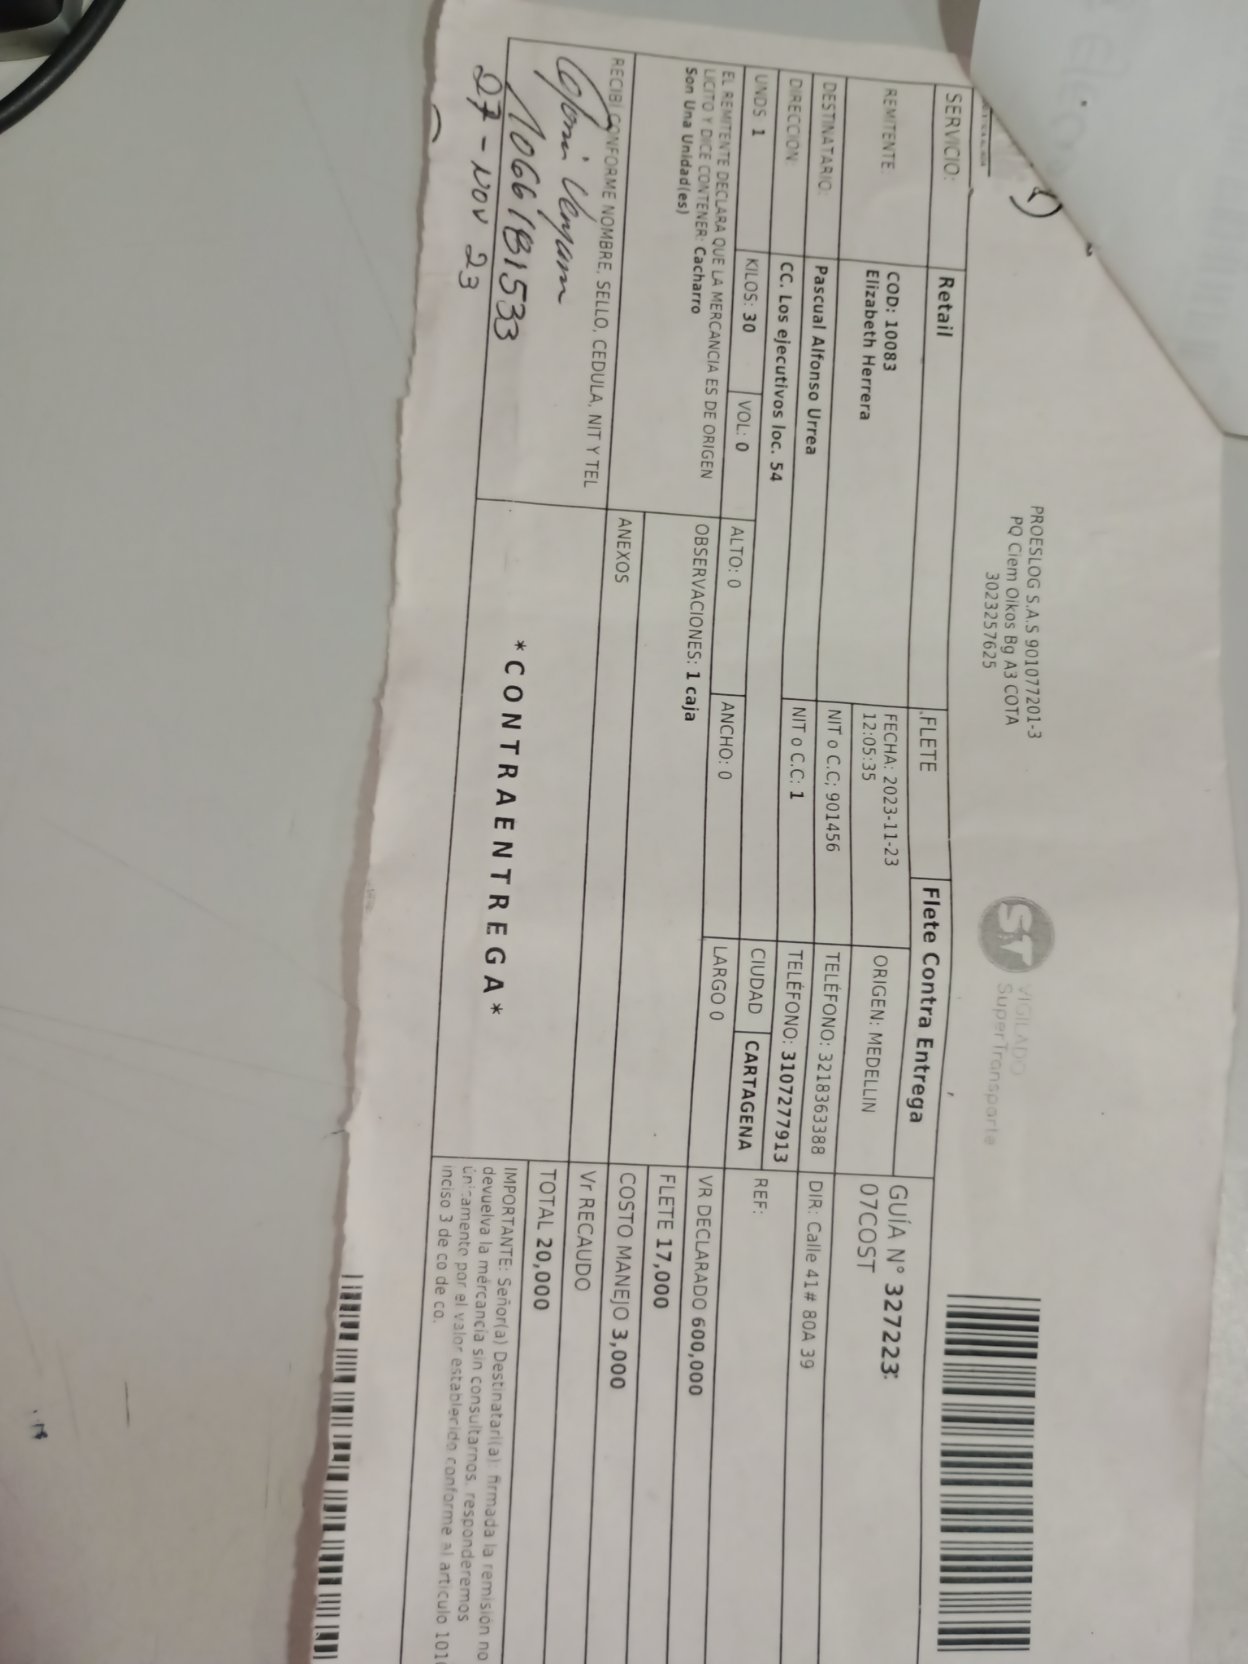 PROESLOG S.A.S 901077201-3
PQ Ciem Oikos Bg A3 COTA
3023257625
ST
VIGILADO
SuperTransporte
SERVICIO: Retail .FLETE Flete Contra Entrega
GUÍA N° 327223:
07COST
REMITENTE: COD: 10083
Elizabeth Herrera
FECHA: 2023-11-23
12:05:35
ORIGEN: MEDELLIN
DESTINATARIO: Pascual Alfonso Urrea NIT o C.C; 901456 TELÉFONO: 3218363388 DIR: Calle 41# 80A 39
DIRECCION: CC. Los ejecutivos loc. 54 NIT o C.C: 1 TELÉFONO: 3107277913
CIUDAD CARTAGENA REF:
UNDS 1 KILOS: 30 VOL: 0 ALTO: 0 ANCHO: 0 LARGO 0
EL REMITENTE DECLARA QUE LA MERCANCIA ES DE ORIGEN
LICITO Y DICE CONTENER: Cacharro
Son Una Unidad(es)
OBSERVACIONES: 1 caja
VR DECLARADO 600,000
FLETE 17,000
COSTO MANEJO 3,000
Vr RECAUDO
TOTAL 20,000
RECIBÍ CONFORME NOMBRE, SELLO, CEDULA, NIT Y TEL
ANEXOS
1066181533
27-NOV 23
*CONTRAENTREGA*
IMPORTANTE: Señor(a) Destinatari(a): firmada la remisión no
devuelva la mércancia sin consultarnos, responderemos
únicamente por el valor establecido conforme al articulo 101
inciso 3 de co de co.